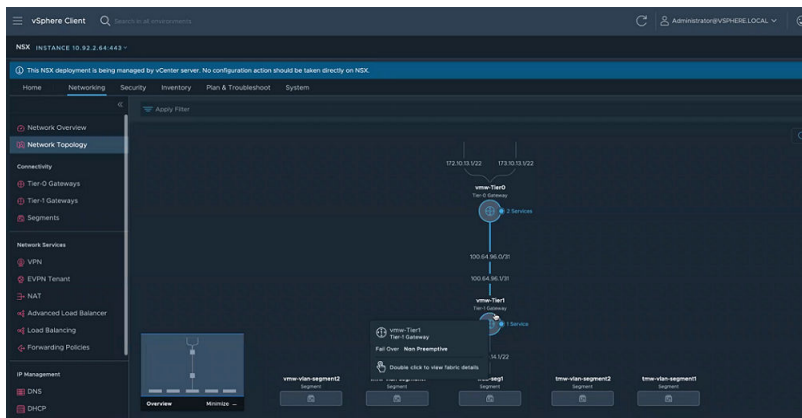 vSphere Client
Search in all environments
Administrator@VSPHERE.LOCAL
NSX INSTANCE 10.92.2.64:443
This NSX deployment is being managed by vCenter server. No configuration action should be taken directly on NSX.
Home Networking Security Inventory Plan & Troubleshoot System
Apply Filter
Network Overview
Network Topology
Connectivity
Tier-0 Gateways
Tier-1 Gateways
Segments
Network Services
VPN
EVPN Tenant
NAT
Advanced Load Balancer
Load Balancing
Forwarding Policies
IP Management
DNS
DHCP
172.10.13.1/22 173.10.13.1/22
vmw-Tier0
Tier-0 Gateway
2 Services
100.64.96.0/31
100.64.96.1/31
vmw-Tier1
Tier-1 Gateway
1 Service
vmw-Tier1
Tier-1 Gateway
Fail Over Non Preemptive
Double click to view fabric details
14.1/22
vmw-vlan-segment2
Segment
Segment
seg1
Segment
tmw-vlan-segment2
Segment
tmw-vlan-segment1
Segment
Overview Minimize